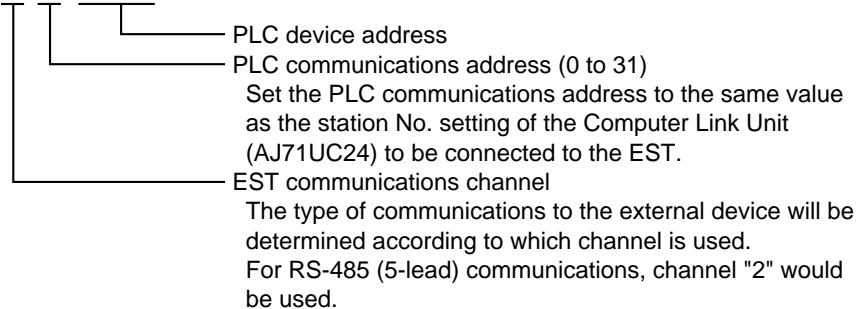 PLC device address
PLC communications address (0 to 31)
Set the PLC communications address to the same value
as the station No. setting of the Computer Link Unit
(AJ71UC24) to be connected to the EST.
EST communications channel
The type of communications to the external device will be
determined according to which channel is used.
For RS-485 (5-lead) communications, channel "2" would
be used.